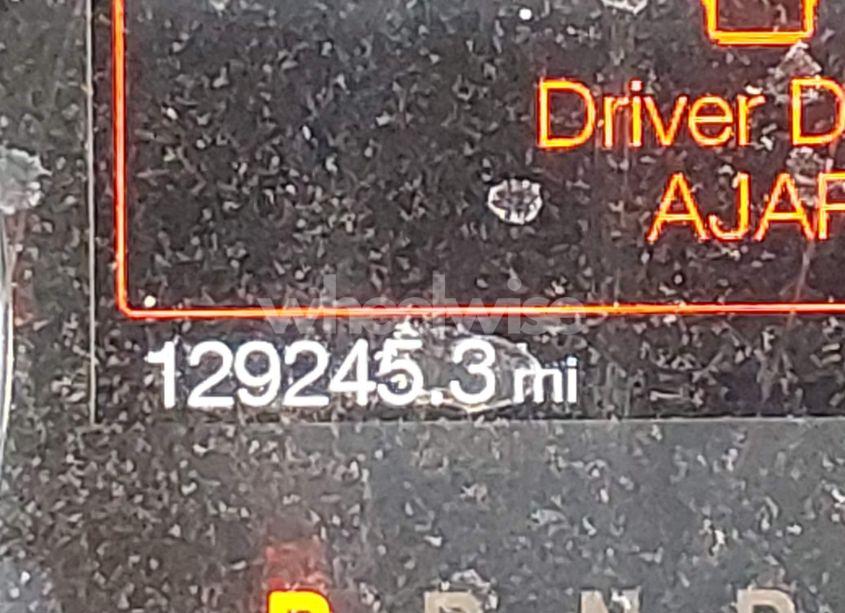 Driver D
AJAR
wheelwise
129245.3 mi
P R N D